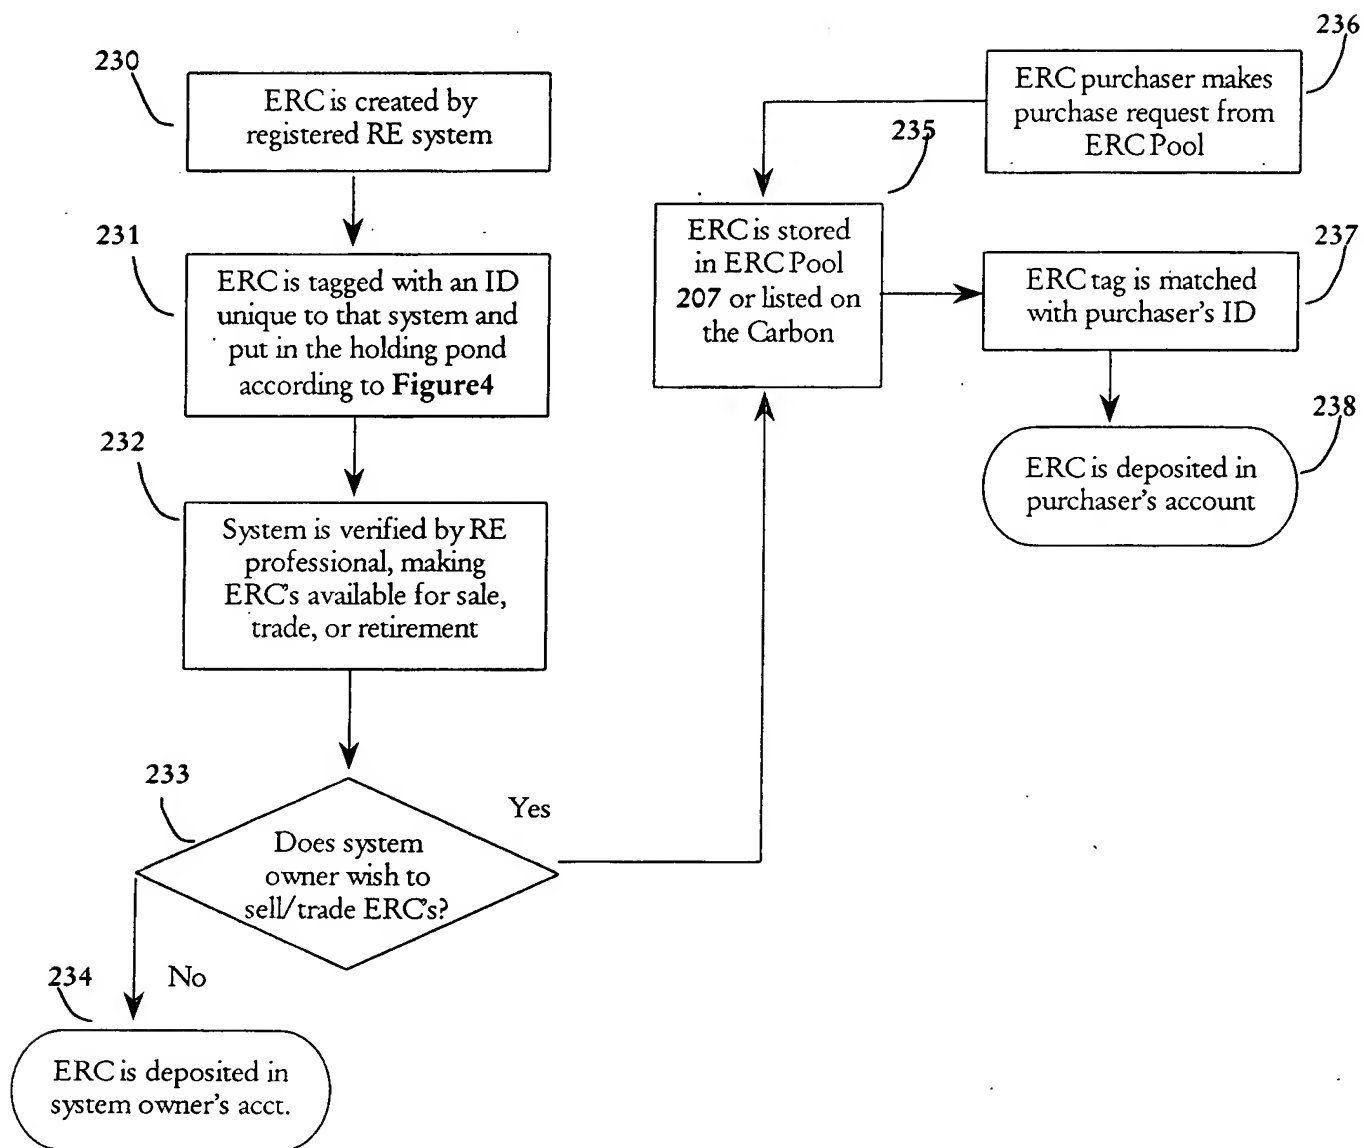 230
ERC is created by
registered RE system
231
ERC is tagged with an ID
unique to that system and
put in the holding pond
according to Figure4
232
System is verified by RE
professional, making
ERC's available for sale,
trade, or retirement
233
Does system
owner wish to
sell/trade ERC's?
Yes
No
234
ERC is deposited in
system owner's acct.
235
ERC is stored
in ERC Pool
207 or listed on
the Carbon
236
ERC purchaser makes
purchase request from
ERC Pool
237
ERC tag is matched
with purchaser's ID
238
ERC is deposited in
purchaser's account